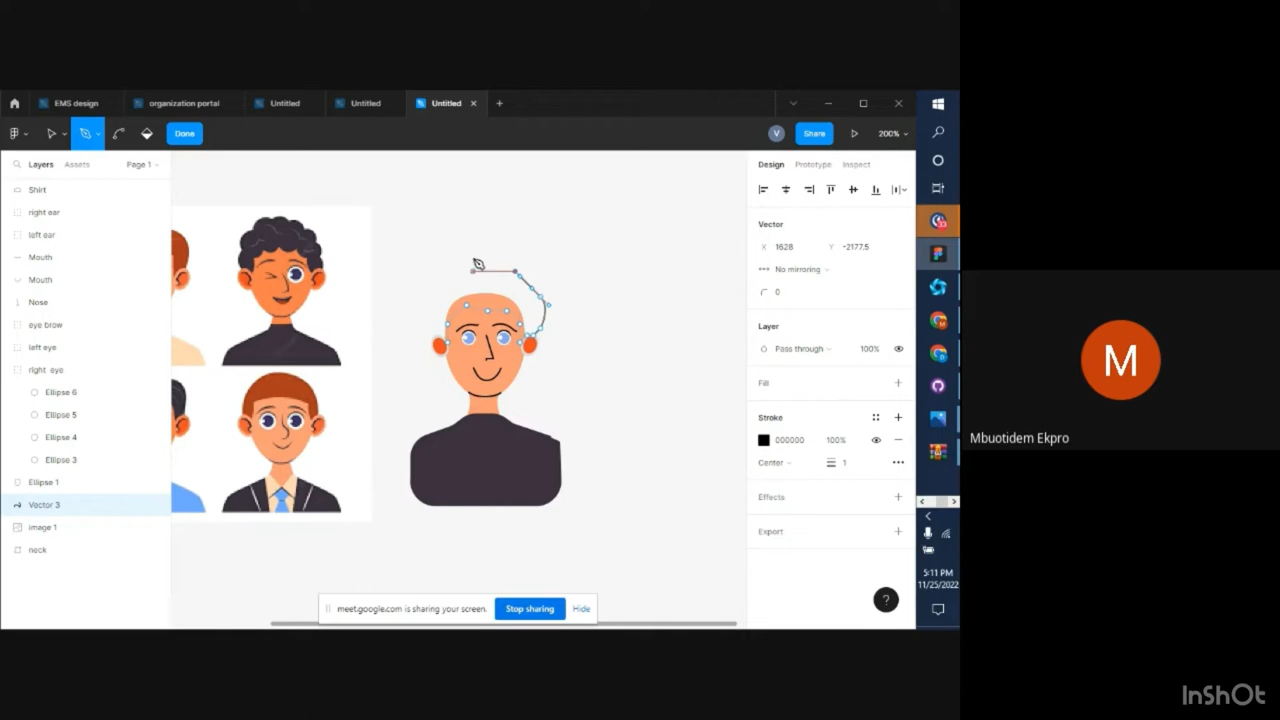 EMS design
organization portal
Untitled
Untitled
Untitled
Done
V
Share
200%
Layers
Assets
Page 1
Design
Prototype
Inspect
Shirt
right ear
left ear
Mouth
Mouth
Nose
eye brow
left eye
right eye
Ellipse 6
Ellipse 5
Ellipse 4
Ellipse 3
Ellipse 1
Vector 3
image 1
neck
Vector
X 1628 Y -2177.5
No mirroring
0
Layer
Pass through 100%
Fill
Stroke
000000 100%
Center 1
Effects
Export
?
meet.google.com is sharing your screen.
Stop sharing
Hide
5:11 PM
11/25/2022
M
Mbuotidem Ekpro
InShOt